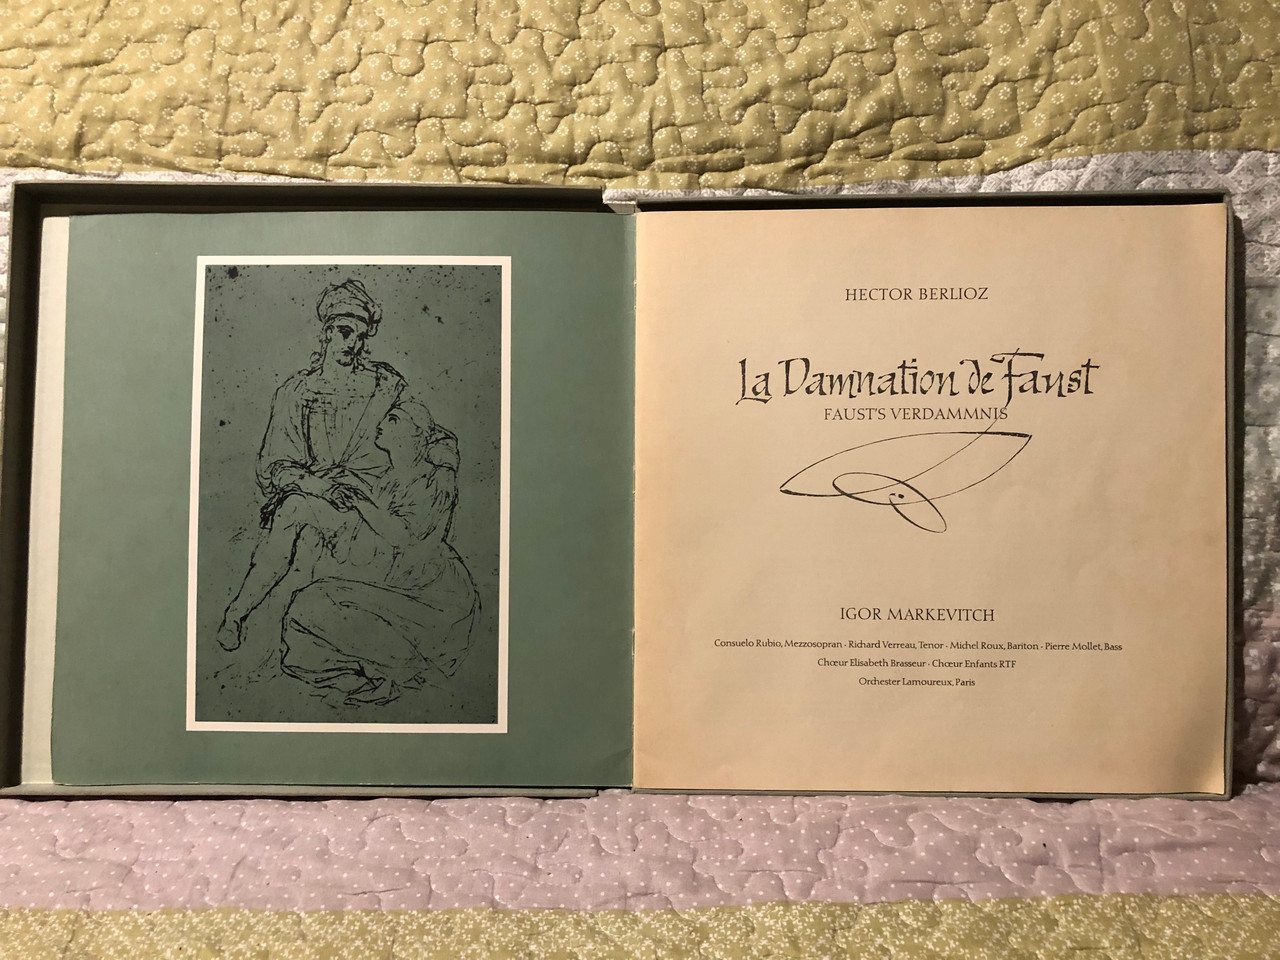 HECTOR BERLIOZ
La Damnation de Faust
FAUST'S VERDAMMNIS
IGOR MARKEVITCH
Consuelo Rubio, Mezzosopran · Richard Verreau, Tenor · Michel Roux, Bariton · Pierre Mollet, Bass
Chœur Elisabeth Brasseur · Chœur Enfants RTF
Orchester Lamoureux, Paris